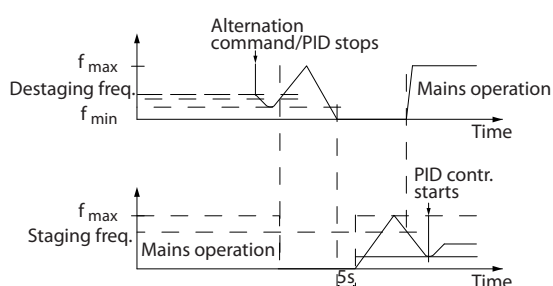 Alternation
command/PID stops
f max
Destaging freq.
f min
Mains operation
Time
PID contr.
starts
f max
Staging freq.
Mains operation
5s
Time